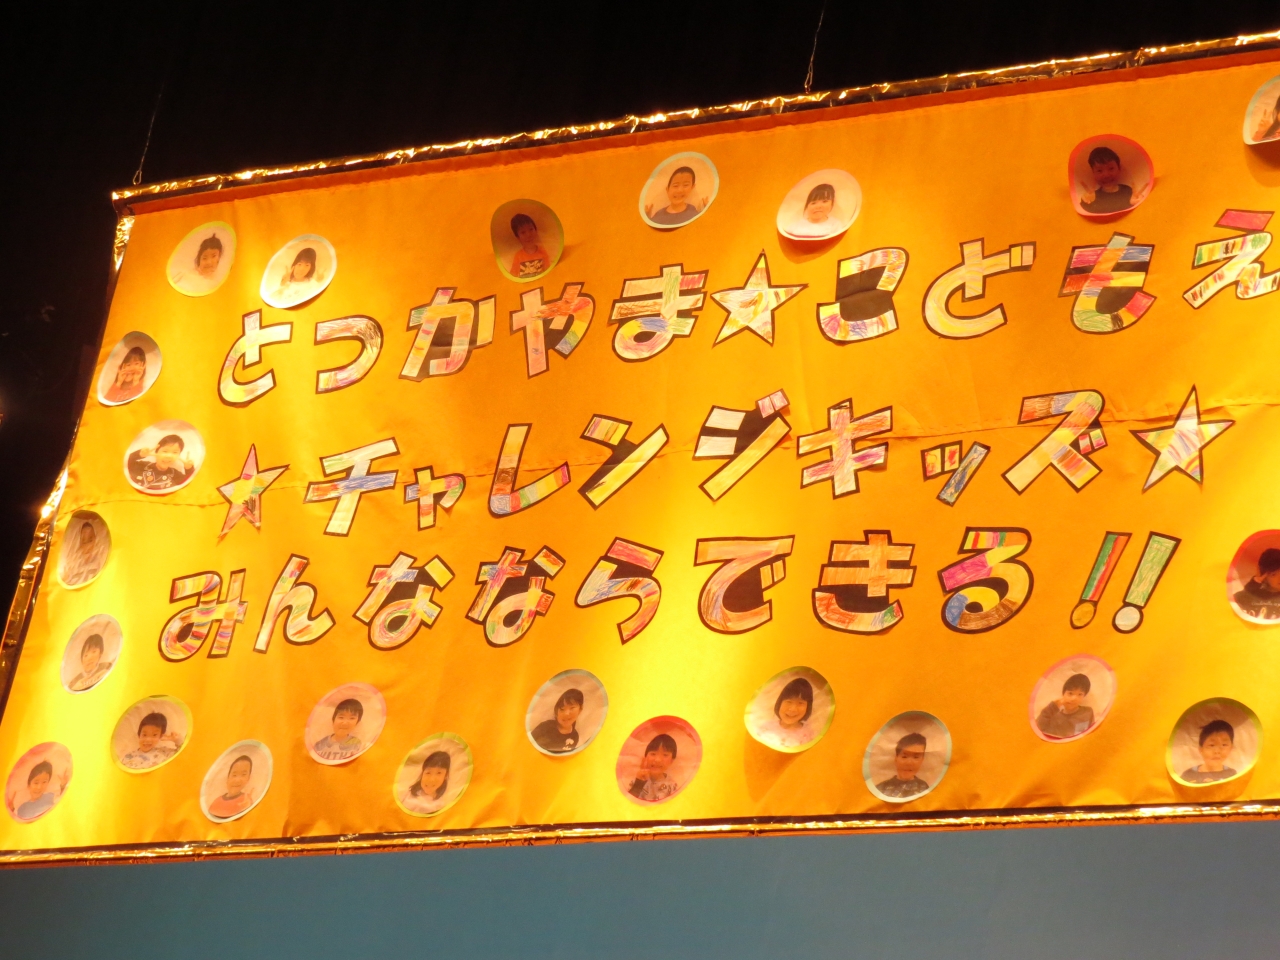 とっかやま★こどもえ
★チャレンジキッズ★
みんなならできる!!